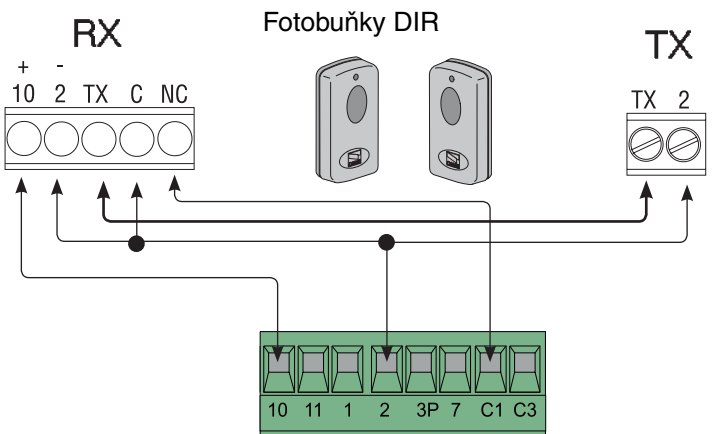 Fotobuňky DIR
RX
TX
+ -
10 2 TX C NC
TX 2
10 11 1 2 3P 7 C1 C3